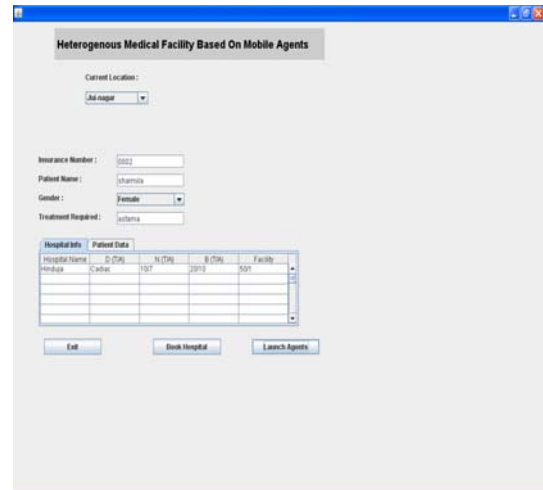 Heterogenous Medical Facility Based On Mobile Agents
Current Location :
Jui-nagar
Insurance Number : 0002
Patient Name : sharmila
Gender : Female
Treatment Required : astama
Hospital Info Patient Data
Hospital Name D (T/A) N (T/A) B (T/A) Facility
Hinduja Cadiac 10/7 20/10 50/1
Exit Book Hospital Launch Agents